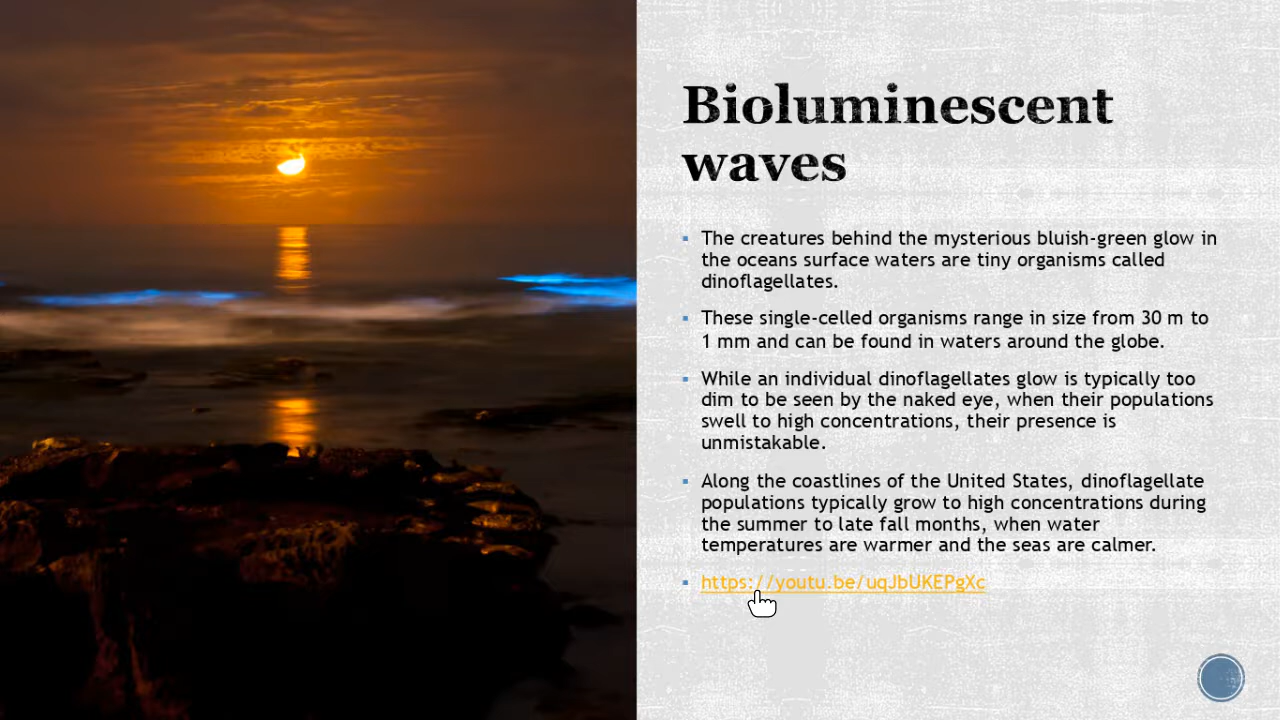 Bioluminescent
waves
The creatures behind the mysterious bluish-green glow in
the oceans surface waters are tiny organisms called
dinoflagellates.
These single-celled organisms range in size from 30 m to
1 mm and can be found in waters around the globe.
While an individual dinoflagellates glow is typically too
dim to be seen by the naked eye, when their populations
swell to high concentrations, their presence is
unmistakable.
Along the coastlines of the United States, dinoflagellate
populations typically grow to high concentrations during
the summer to late fall months, when water
temperatures are warmer and the seas are calmer.
https://youtu.be/uqJbUKEPgXc